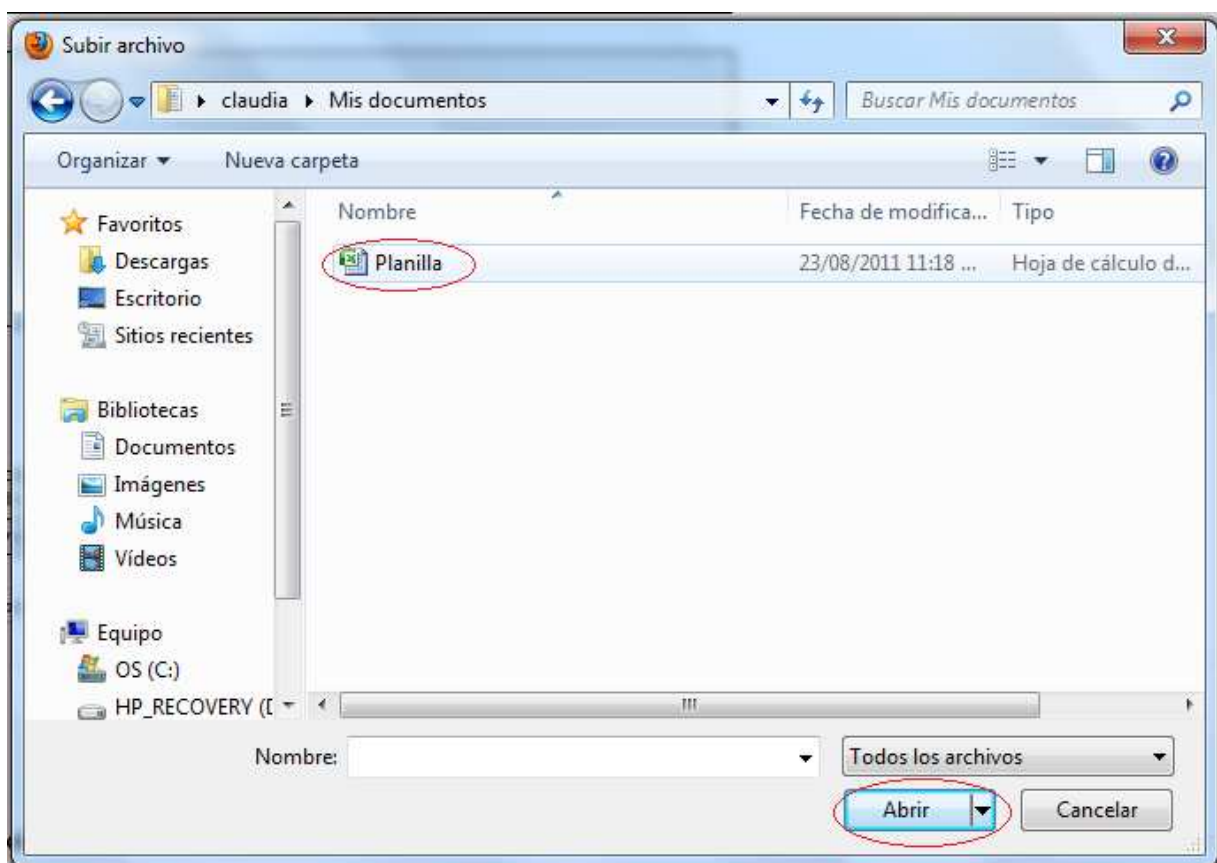 Subir archivo
claudia Mis documentos Buscar Mis documentos
Organizar Nueva carpeta
Nombre Fecha de modifica... Tipo
Planilla 23/08/2011 11:18 ... Hoja de cálculo d...
Favoritos
Descargas
Escritorio
Sitios recientes
Bibliotecas
Documentos
Imágenes
Música
Vídeos
Equipo
OS (C:)
HP_RECOVERY (D
Nombre: Todos los archivos
Abrir Cancelar